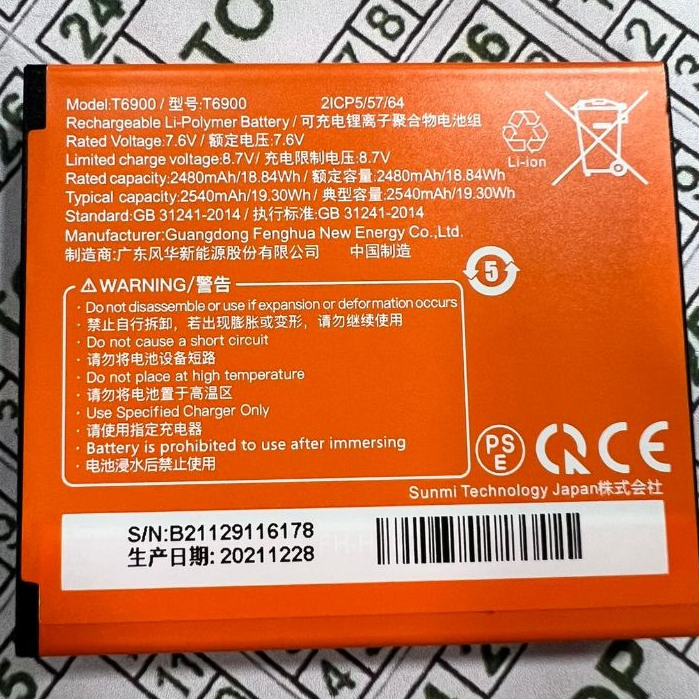 Model:T6900 / 型号:T6900 2ICP5/57/64
Rechargeable Li-Polymer Battery / 可充电锂离子聚合物电池组
Rated Voltage:7.6V / 额定电压:7.6V
Limited charge voltage:8.7V/ 充电限制电压:8.7V
Rated capacity:2480mAh/18.84Wh / 额定容量:2480mAh/18.84Wh
Typical capacity:2540mAh/19.30Wh / 典型容量:2540mAh/19.30Wh
Standard:GB 31241-2014 / 执行标准:GB 31241-2014
Manufacturer:Guangdong Fenghua New Energy Co.,Ltd.
制造商:广东风华新能源股份有限公司 中国制造
Li-ion
5
⚠WARNING/警告
· Do not disassemble or use if expansion or deformation occurs
· 禁止自行拆卸，若出现膨胀或变形，请勿继续使用
· Do not cause a short circuit
· 请勿将电池设备短路
· Do not place at high temperature
· 请勿将电池置于高温区
· Use Specified Charger Only
· 请使用指定充电器
· Battery is prohibited to use after immersing
· 电池浸水后禁止使用
PS
E
CE
Sunmi Technology Japan株式会社
S/N:B21129116178
生产日期: 20211228
24
TO
8
26
17
11
31